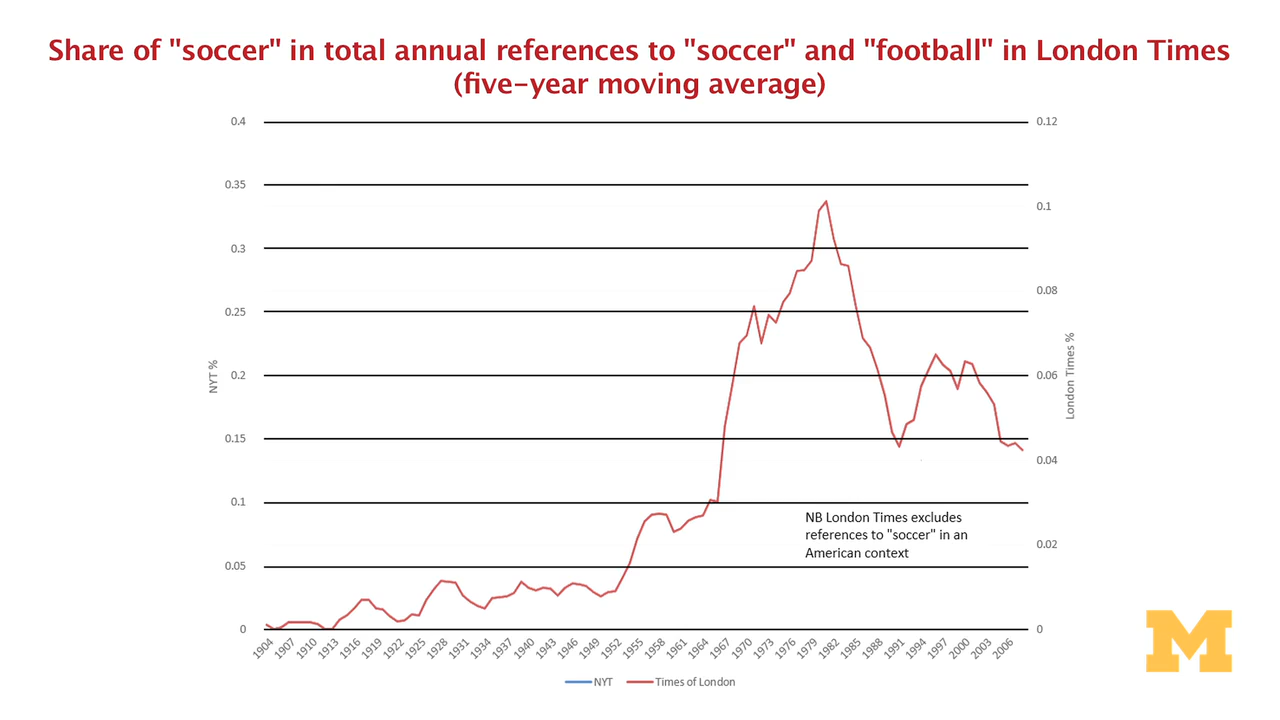 Share of "soccer" in total annual references to "soccer" and "football" in London Times
(five-year moving average)
0.4
0.35
0.3
0.25
0.2
0.15
0.1
0.05
0
NYT %
0.12
0.1
0.08
0.06
0.04
0.02
0
London Times %
NB London Times excludes
references to "soccer" in an
American context
1904 1907 1910 1913 1916 1919 1922 1925 1928 1931 1934 1937 1940 1943 1946 1949 1952 1955 1958 1961 1964 1967 1970 1973 1976 1979 1982 1985 1988 1991 1994 1997 2000 2003 2006
NYT Times of London
M